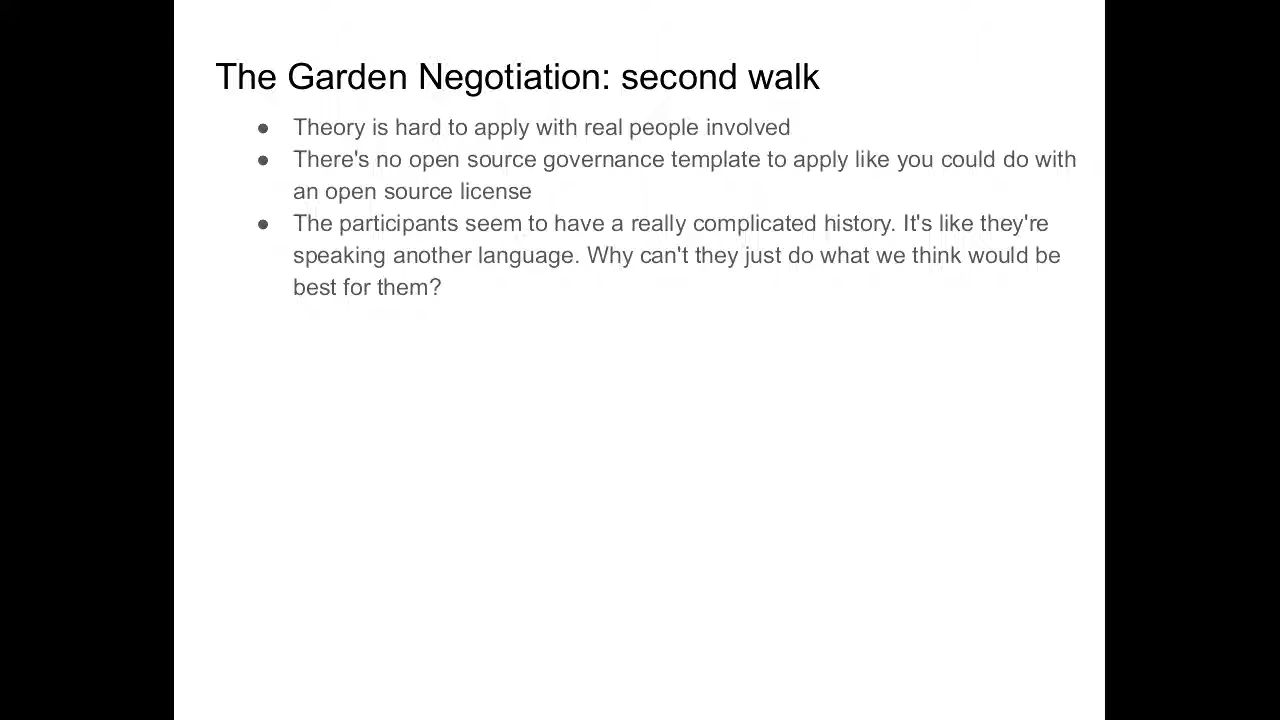 The Garden Negotiation: second walk
● Theory is hard to apply with real people involved
● There's no open source governance template to apply like you could do with
an open source license
● The participants seem to have a really complicated history. It's like they're
speaking another language. Why can't they just do what we think would be
best for them?